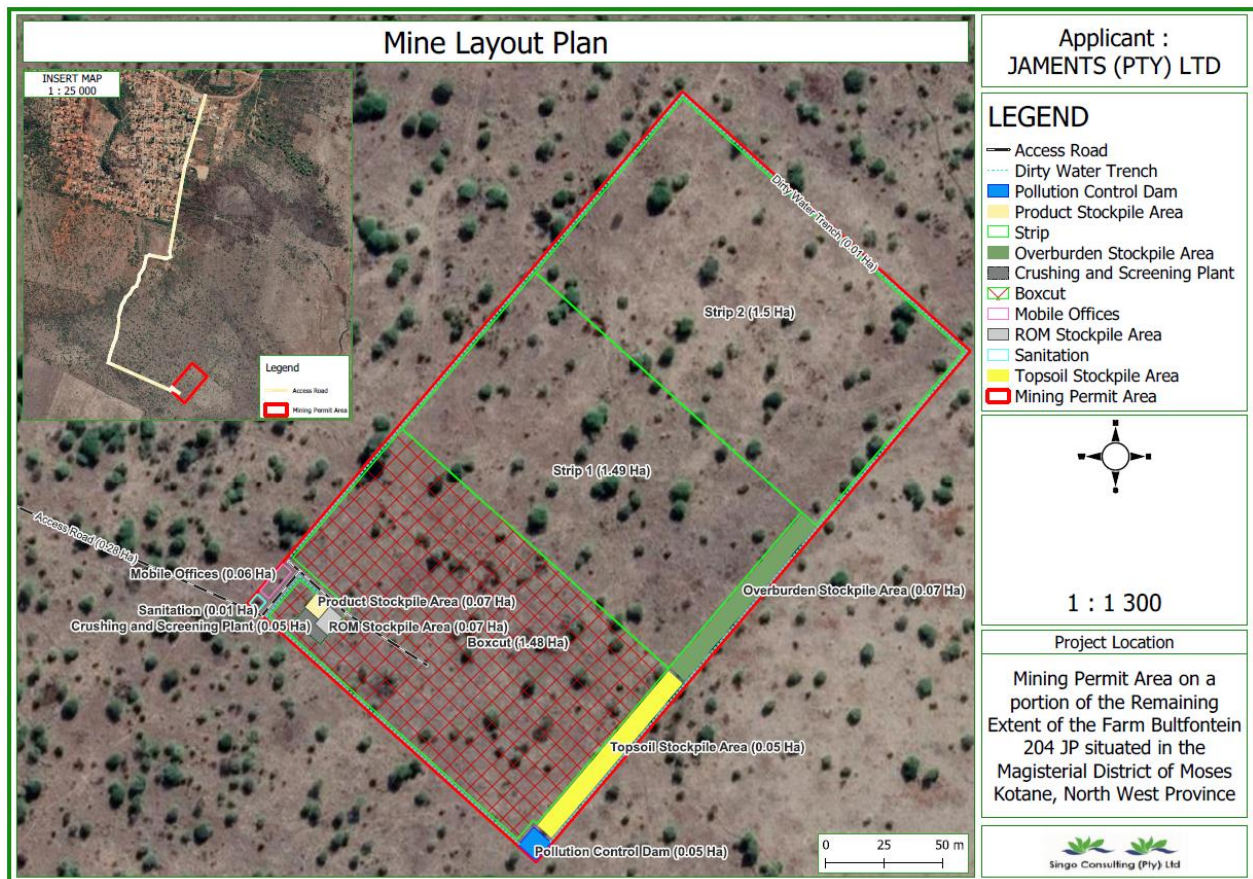 Mine Layout Plan
INSERT MAP
1 : 25 000
Legend
Access Road
Mining Permit Area
Dirty Water Trench (0.01 Ha)
Strip 2 (1.5 Ha)
Strip 1 (1.49 Ha)
Access Road (0.28 Ha)
Mobile Offices (0.06 Ha)
Sanitation (0.01 Ha)
Crushing and Screening Plant (0.05 Ha)
Product Stockpile Area (0.07 Ha)
ROM Stockpile Area (0.07 Ha)
Boxcut (1.48 Ha)
Overburden Stockpile Area (0.07 Ha)
Topsoil Stockpile Area (0.05 Ha)
Pollution Control Dam (0.05 Ha)
0 25 50 m
Applicant :
JAMENTS (PTY) LTD
LEGEND
Access Road
Dirty Water Trench
Pollution Control Dam
Product Stockpile Area
Strip
Overburden Stockpile Area
Crushing and Screening Plant
Boxcut
Mobile Offices
ROM Stockpile Area
Sanitation
Topsoil Stockpile Area
Mining Permit Area
1 : 1 300
Project Location
Mining Permit Area on a
portion of the Remaining
Extent of the Farm Bultfontein
204 JP situated in the
Magisterial District of Moses
Kotane, North West Province
Singo Consulting (Pty) Ltd